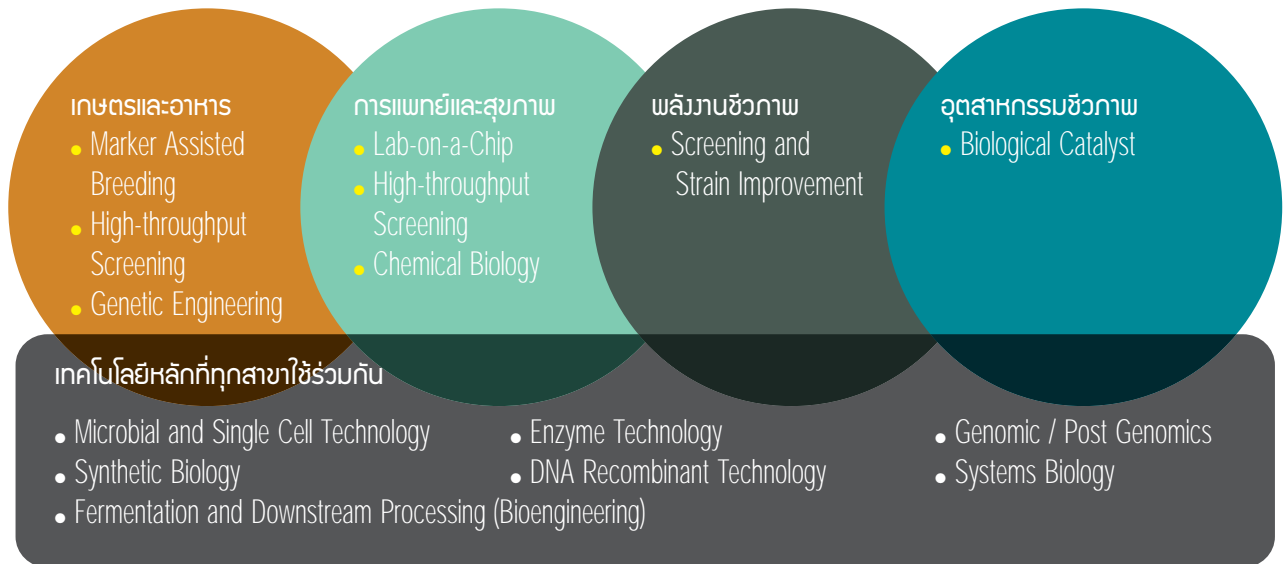 เกษตรและอาหาร
• Marker Assisted
Breeding
• High-throughput
Screening
• Genetic Engineering
การแพทย์และสุขภาพ
• Lab-on-a-Chip
• High-throughput
Screening
• Chemical Biology
พลังงานชีวภาพ
• Screening and
Strain Improvement
อุตสาหกรรมชีวภาพ
• Biological Catalyst
เทคโนโลยีหลักที่ทุกสาขาใช้ร่วมกัน
• Microbial and Single Cell Technology
• Synthetic Biology
• Fermentation and Downstream Processing (Bioengineering)
• Enzyme Technology
• DNA Recombinant Technology
• Genomic / Post Genomics
• Systems Biology